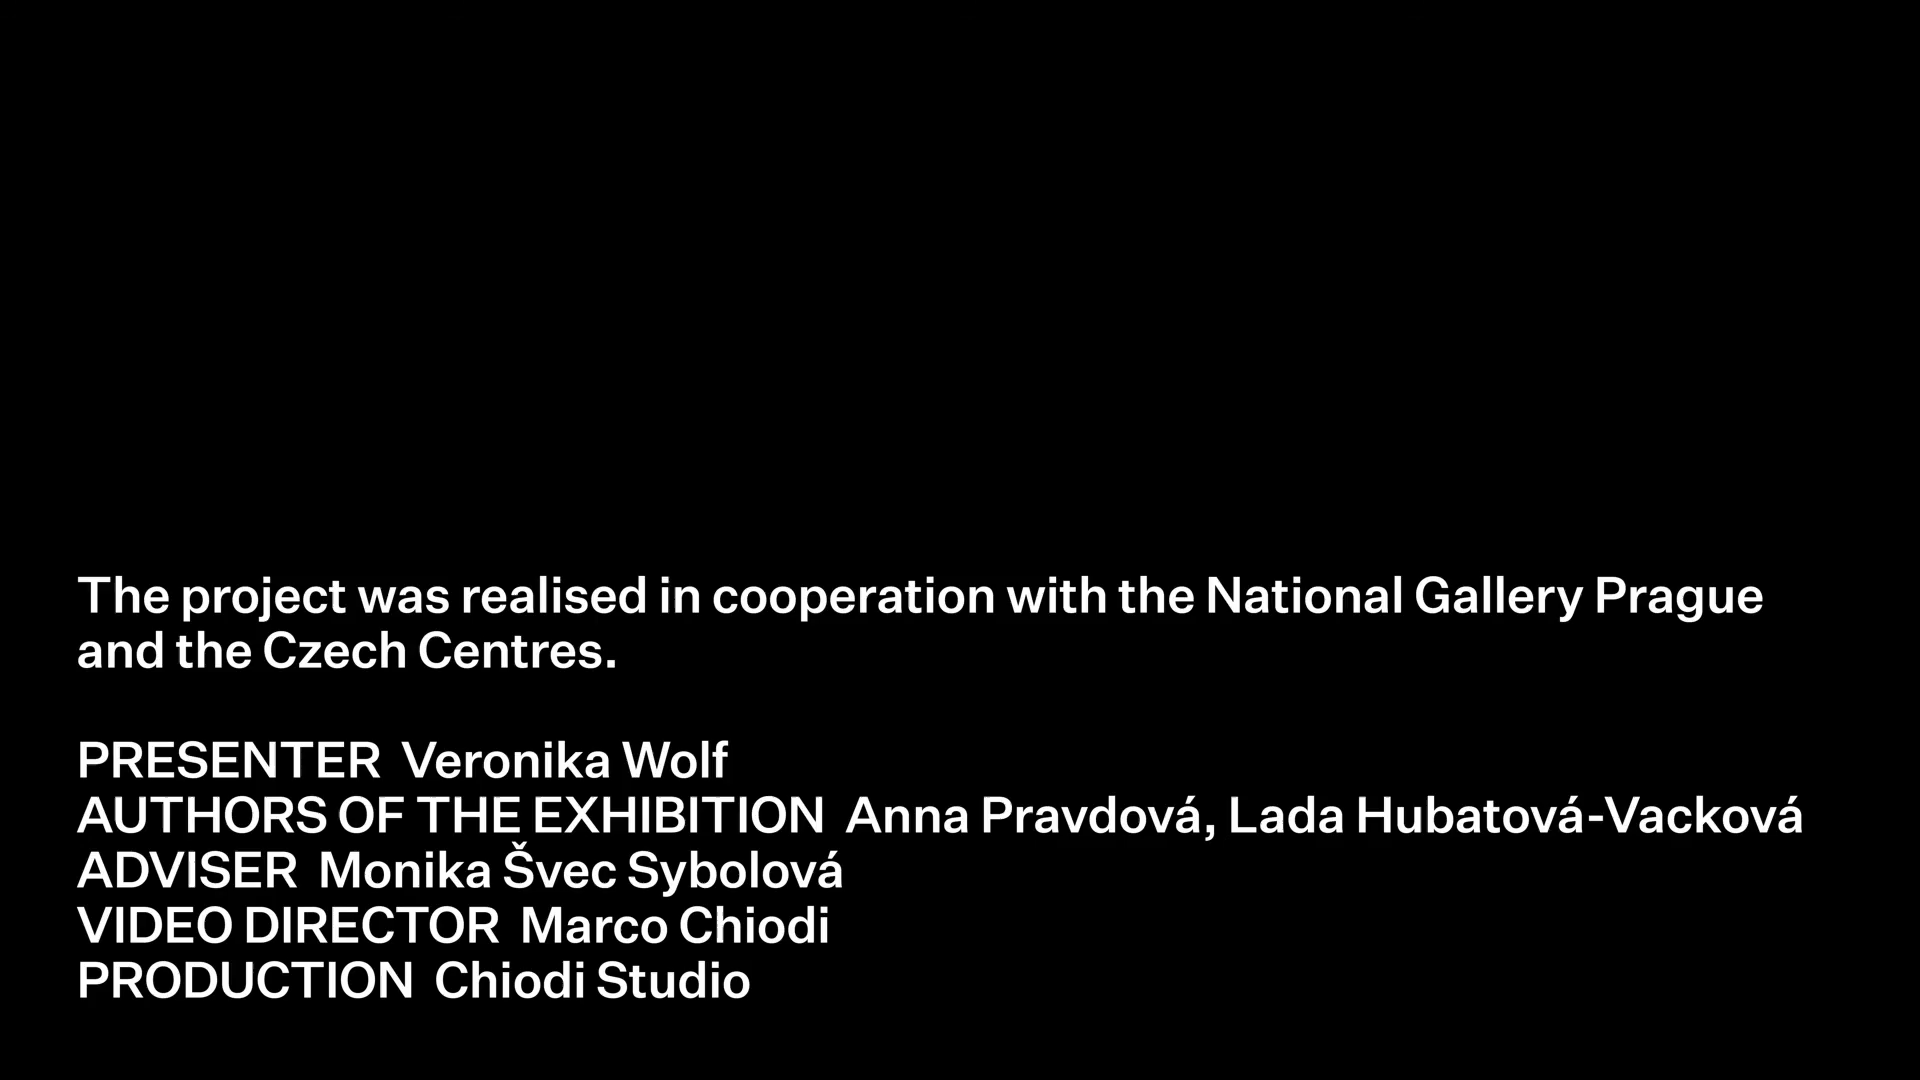 The project was realised in cooperation with the National Gallery Prague
and the Czech Centres.
PRESENTER Veronika Wolf
AUTHORS OF THE EXHIBITION Anna Pravdová, Lada Hubatová-Vacková
ADVISER Monika Švec Sybolová
VIDEO DIRECTOR Marco Chiodi
PRODUCTION Chiodi Studio